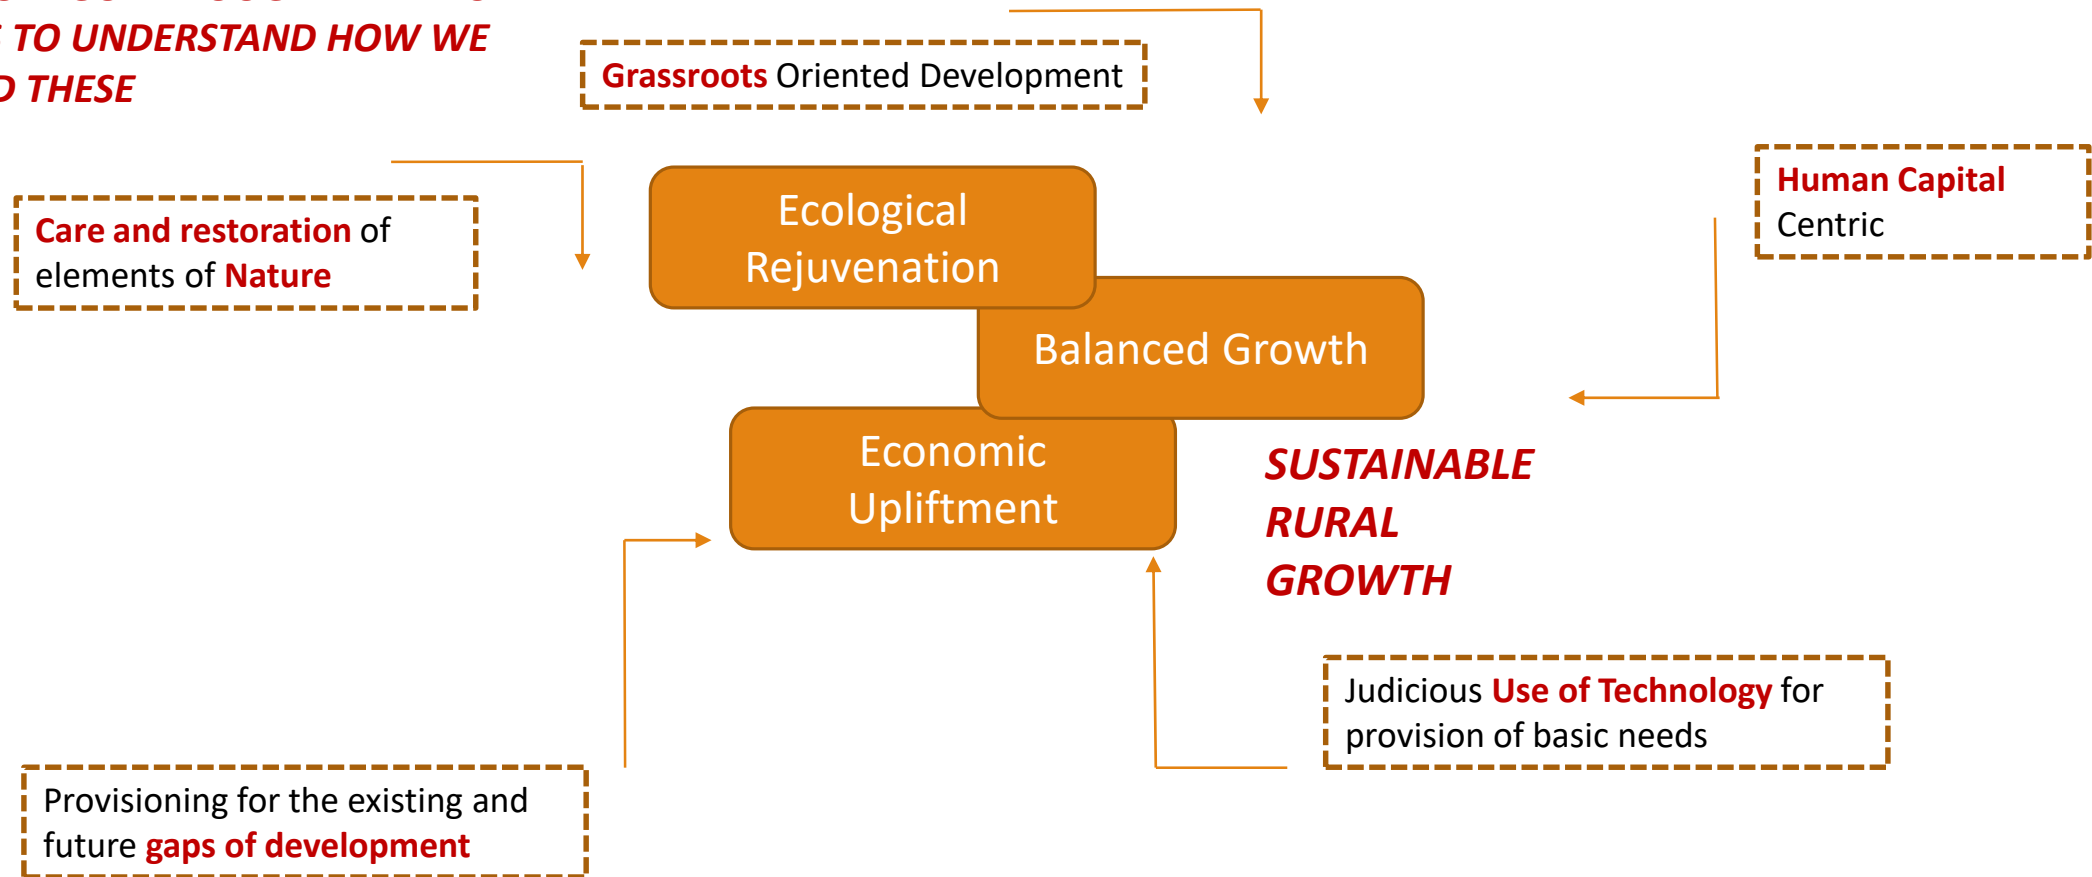 TO UNDERSTAND HOW WE
THESE
Grassroots Oriented Development
Human Capital
Centric
Care and restoration of
elements of Nature
Ecological
Rejuvenation
Balanced Growth
Economic
Upliftment
SUSTAINABLE
RURAL
GROWTH
Judicious Use of Technology for
provision of basic needs
Provisioning for the existing and
future gaps of development